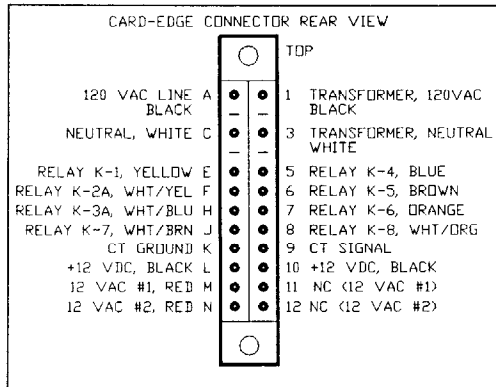 CARD-EDGE CONNECTOR REAR VIEW
TOP
120 VAC LINE A
BLACK
1 TRANSFORMER, 120VAC
BLACK
NEUTRAL, WHITE C
3 TRANSFORMER, NEUTRAL
WHITE
RELAY K-1, YELLOW E
5 RELAY K-4, BLUE
RELAY K-2A, WHT/YEL F
6 RELAY K-5, BROWN
RELAY K-3A, WHT/BLU H
7 RELAY K-6, ORANGE
RELAY K-7, WHT/BRN J
8 RELAY K-8, WHT/ORG
CT GROUND K
9 CT SIGNAL
+12 VDC, BLACK L
10 +12 VDC, BLACK
12 VAC #1, RED M
11 NC (12 VAC #1)
12 VAC #2, RED N
12 NC (12 VAC #2)